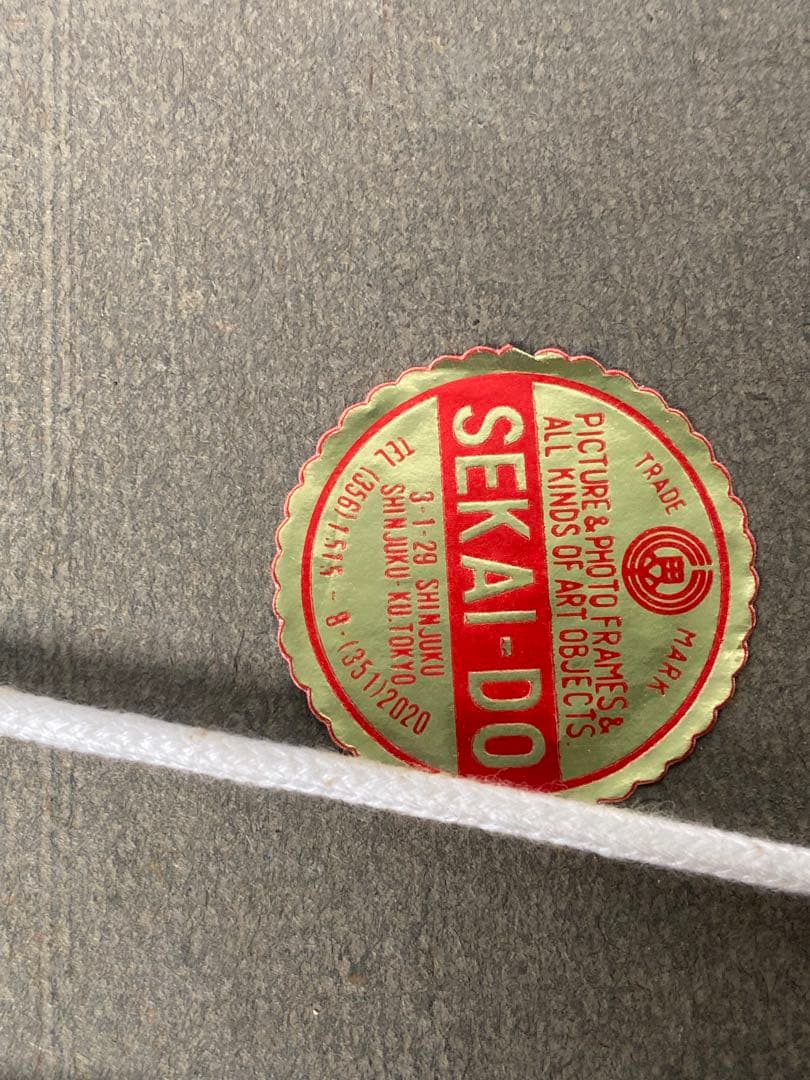 TRADE MARK
PICTURE & PHOTO FRAMES &
ALL KINDS OF ART OBJECTS.
SEKAI-DO
3-1-29 SHINJUKU
SHINJUKU-KU.TOKYO
TEL (356) 1515-8·(351)2020